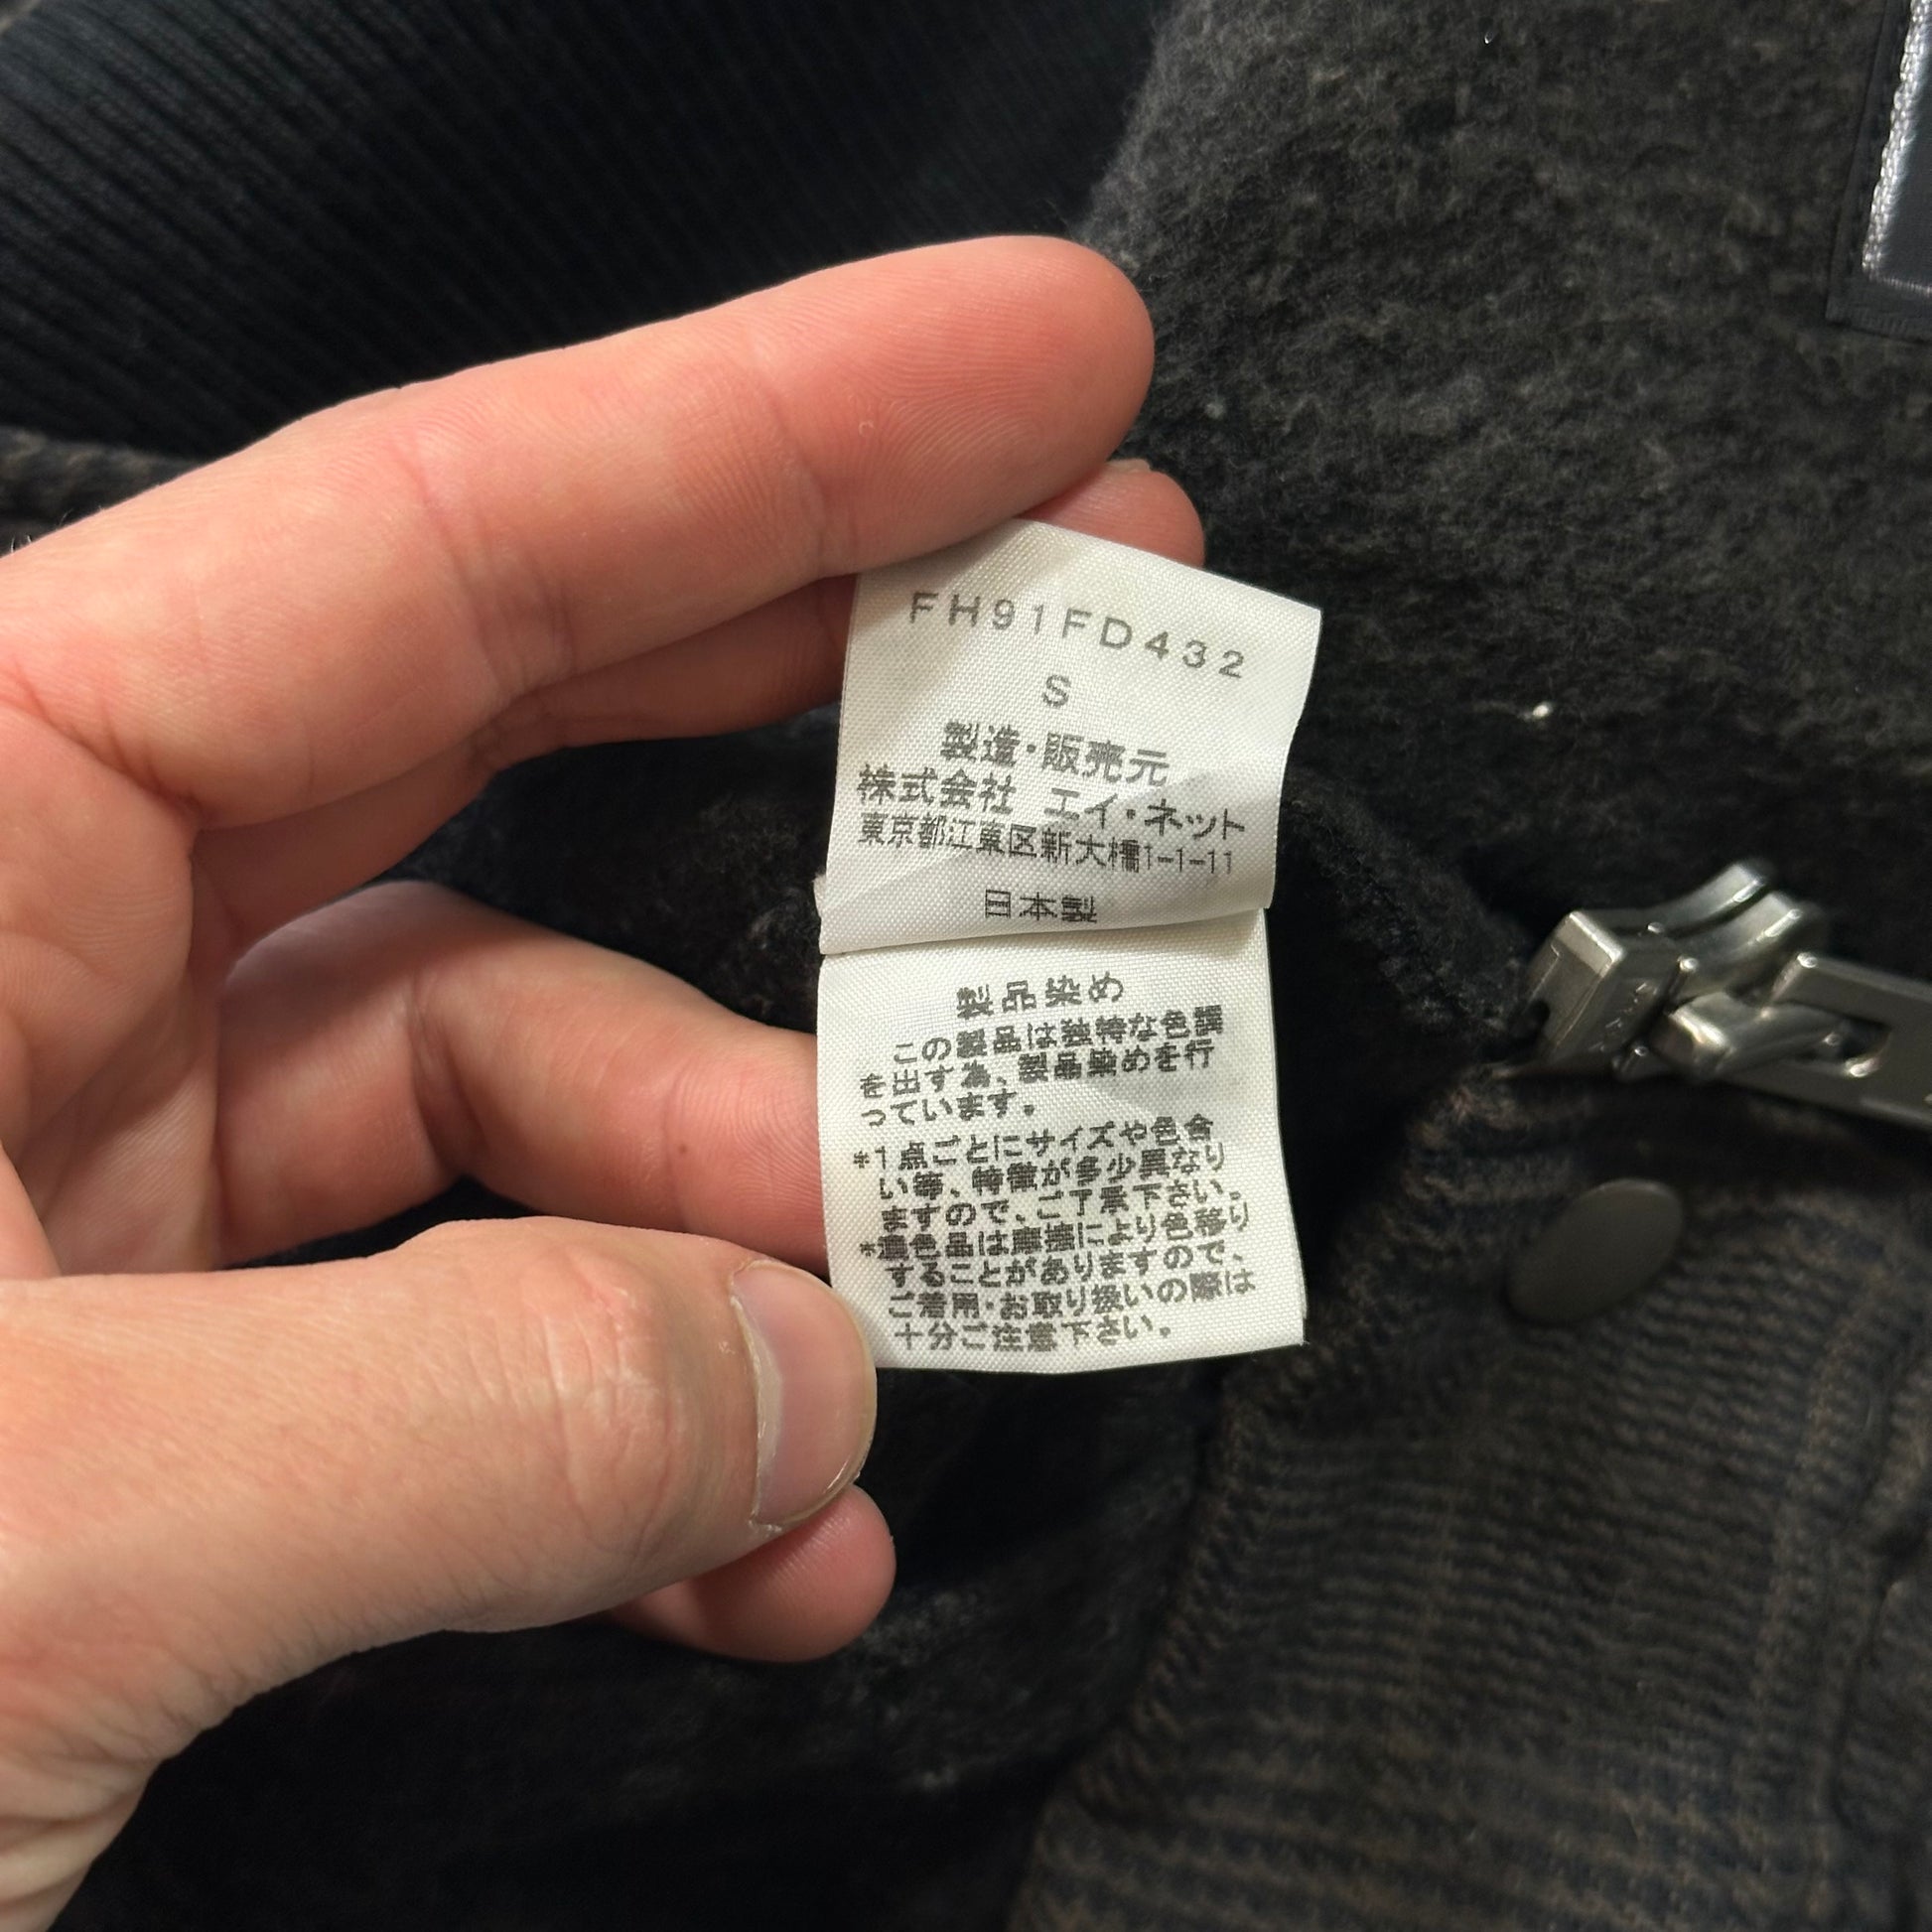 FH91FD432
S
製造・販売元
株式会社 エイ・ネット
東京都江東区新大橋1-1-11
日本製
製品染め
この製品は独特な色調
を出す為、製品染めを行
っています。
*1点ごとにサイズや色合
い等、特徴が多少異なり
ますので、ご了承下さい。
*濃色品は摩擦により色移り
することがありますので、
ご着用・お取り扱いの際は
十分ご注意下さい。